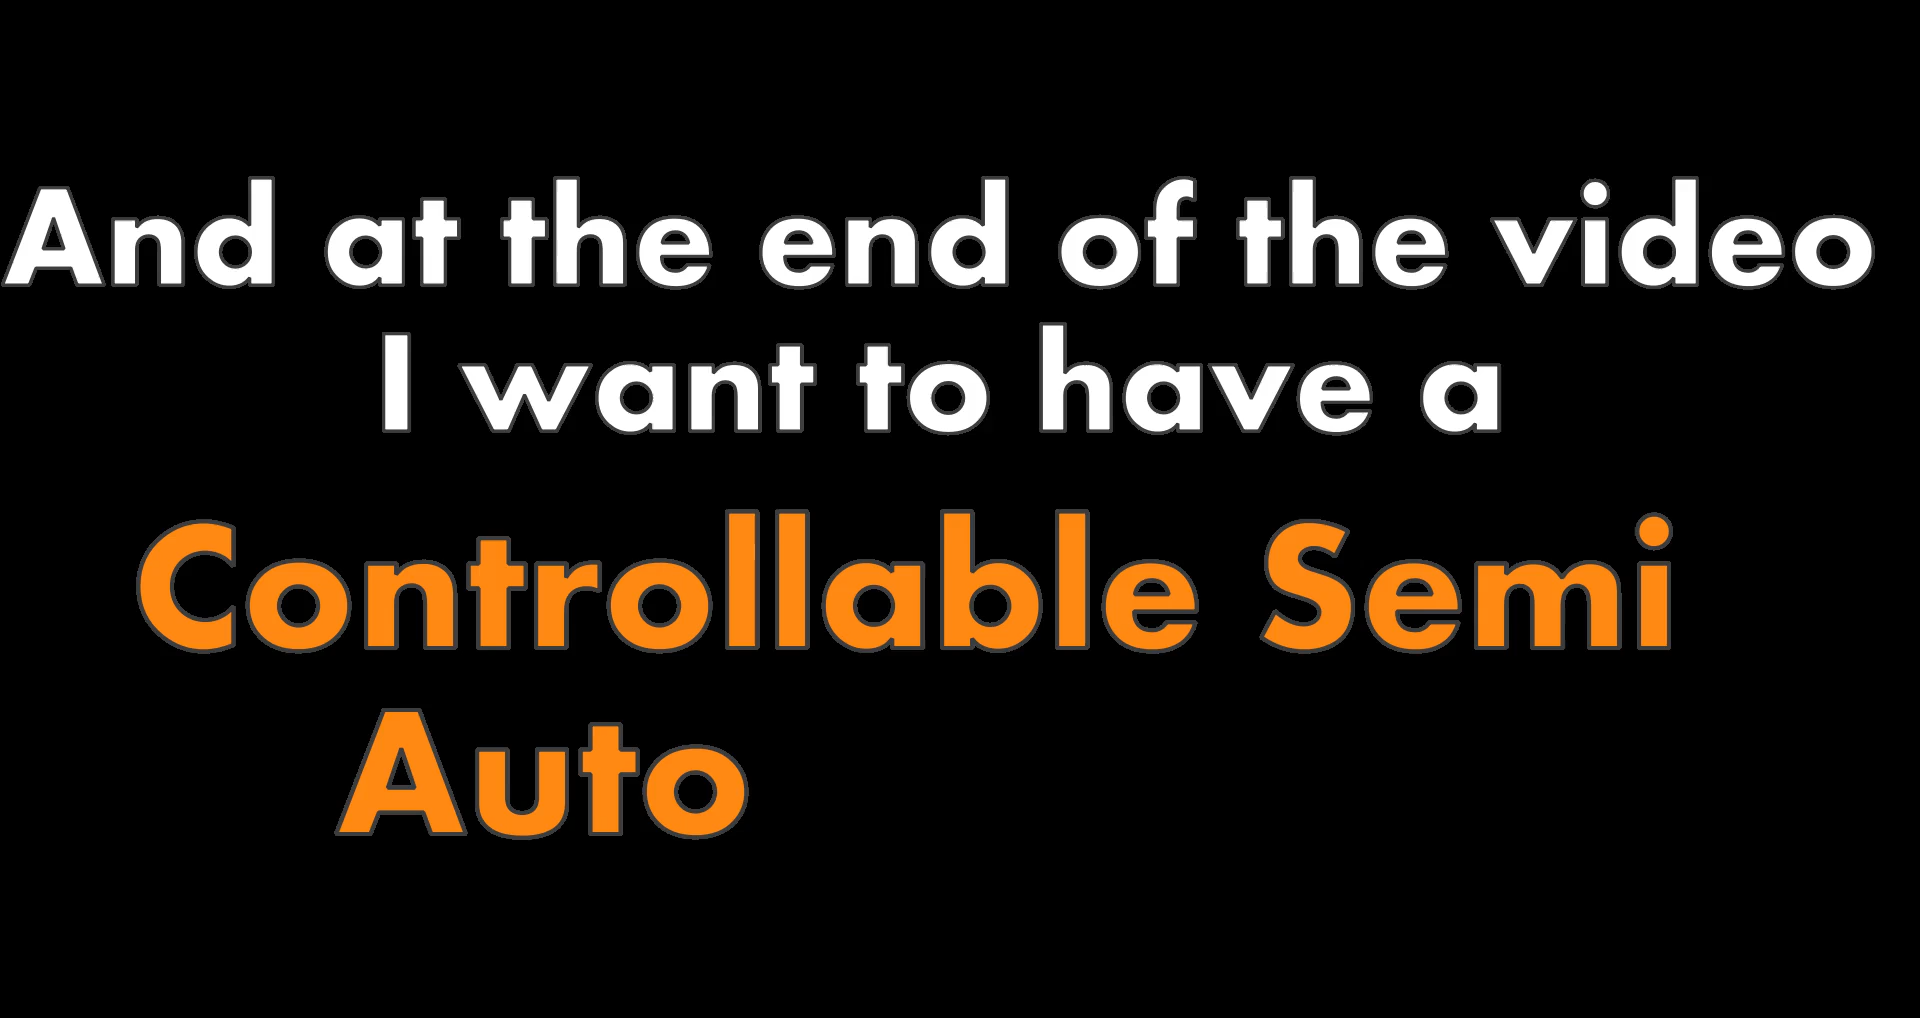 And at the end of the video
I want to have a
Controllable Semi
Auto